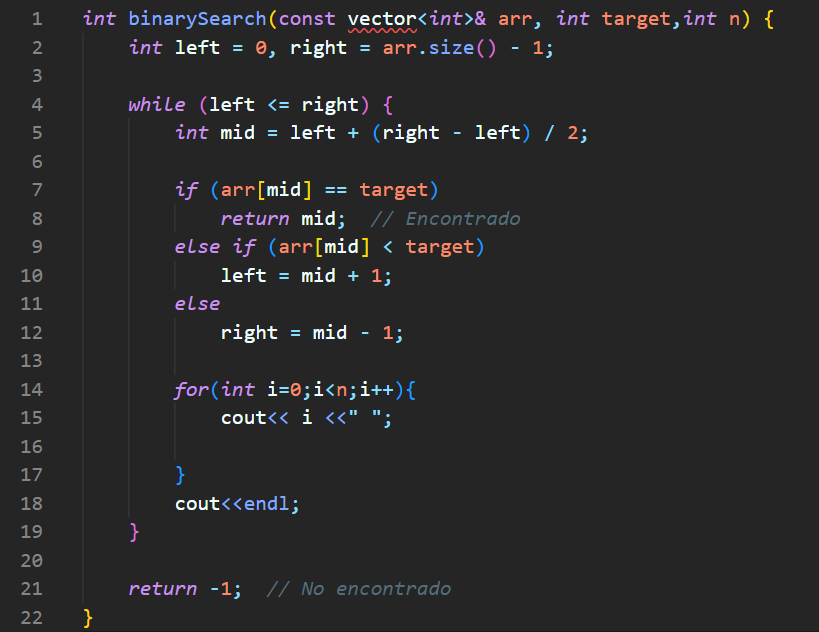 1 int binarySearch(const vector<int>& arr, int target,int n) {
2     int left = 0, right = arr.size() - 1;
3
4     while (left <= right) {
5         int mid = left + (right - left) / 2;
6
7         if (arr[mid] == target)
8             return mid;  // Encontrado
9         else if (arr[mid] < target)
10             left = mid + 1;
11         else
12             right = mid - 1;
13
14         for(int i=0;i<n;i++){
15             cout<< i <<" ";
16
17         }
18         cout<<endl;
19     }
20
21     return -1;  // No encontrado
22 }